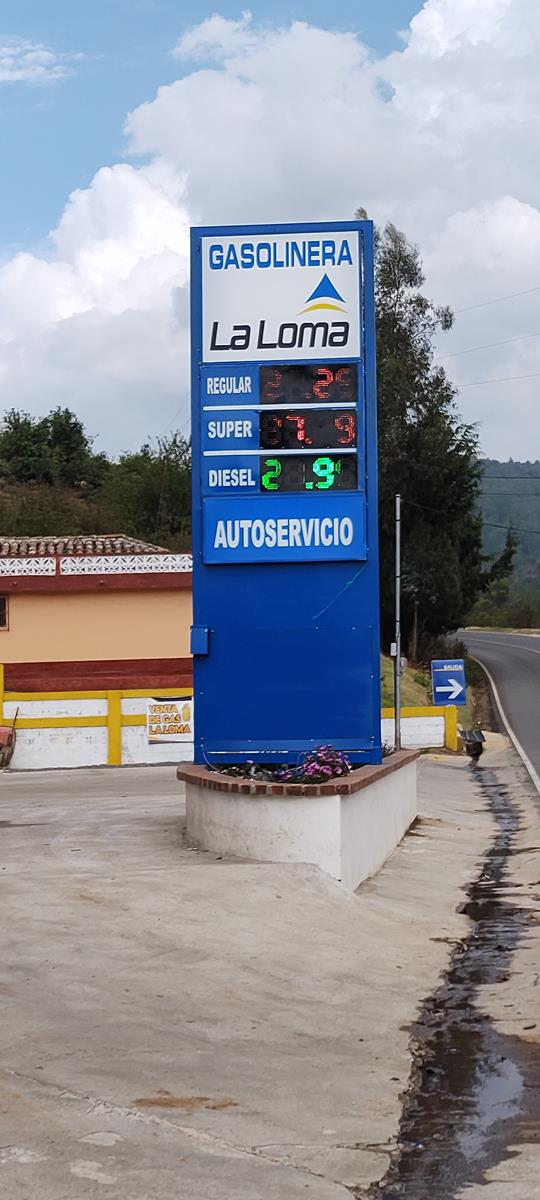 GASOLINERA
La Loma
REGULAR
SUPER
DIESEL
AUTOSERVICIO
SALIDA
VENTA
DE GAS
LA LOMA